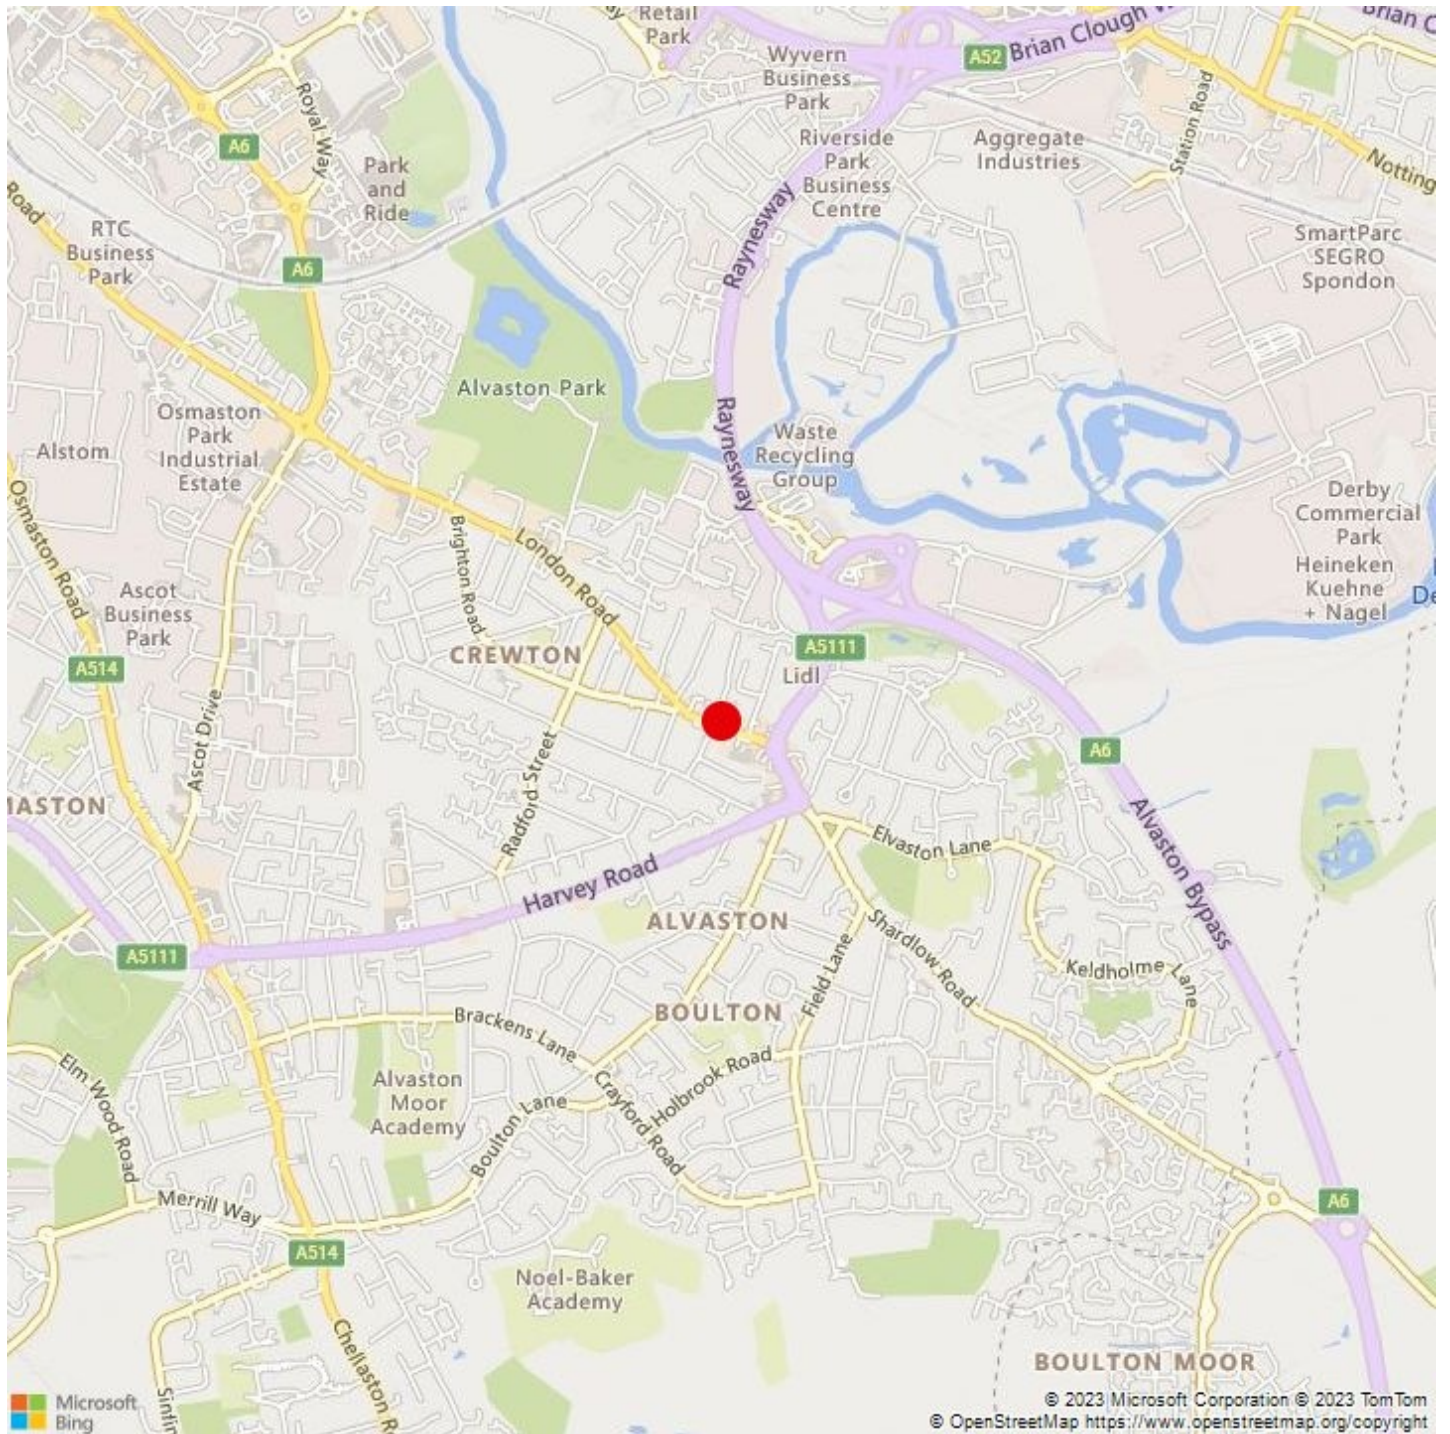 Retail
Park
Wyvern
Business
Park
A52
Brian Clough W
Brian C
Royal Way
A6
Riverside
Park
Business
Centre
Aggregate
Industries
Station Road
Notting
Park
and
Ride
Road
RTC
Business
Park
A6
Raynesway
SmartParc
SEGRO
Spondon
Alvaston Park
Osmaston
Park
Industrial
Estate
Alstom
Raynesway
Waste
Recycling
Group
Derby
Commercial
Park
Heineken
Kuehne
+ Nagel
De
Osmaston Road
Brighton Road
London Road
Ascot
Business
Park
A514
CREWTON
A5111
Lidl
Ascot Drive
Radford Street
A6
MASTON
Elvaston Lane
Alvaston Bypass
Harvey Road
ALVASTON
Shardlow Road
Field Lane
A5111
Keldholme Lane
BOULTON
Brackens Lane
Elm Wood Road
Alvaston
Moor
Academy
Holbrook Road
Boulton Lane
Crayford Road
Merrill Way
A6
A514
Noel-Baker
Academy
Chellaston R
Sinfin
BOULTON MOOR
Microsoft
Bing
© 2023 Microsoft Corporation © 2023 TomTom
© OpenStreetMap https://www.openstreetmap.org/copyright